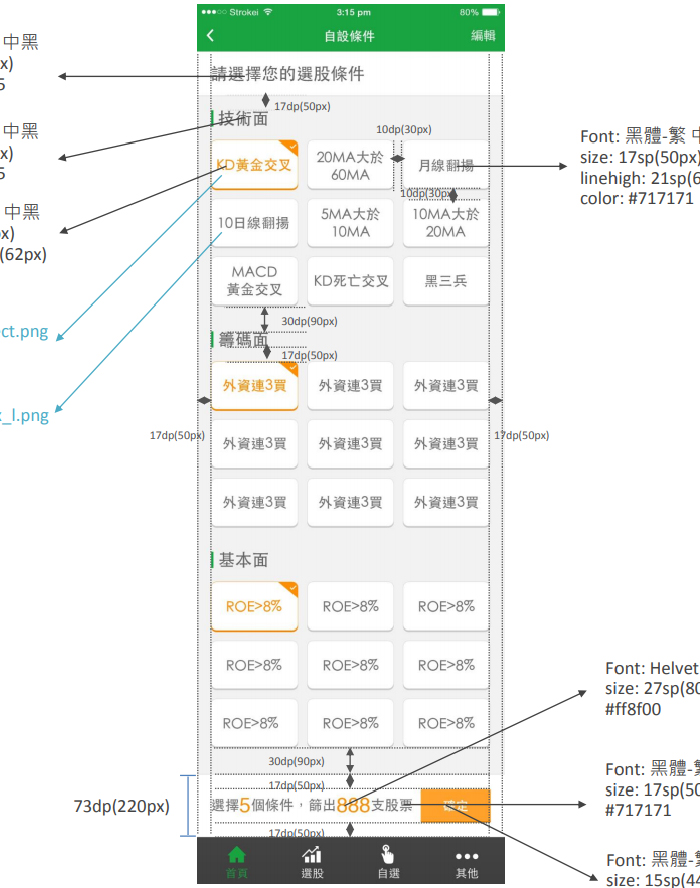 Strokei
3:15 pm
80%
自設條件
編輯
中黑
請選擇您的選股條件
17dp(50px)
技術面
中黑
10dp(30px)
Font: 黑體-繁 中
size: 17sp(50px)
linehigh: 21sp(6
color: #717171
KD黃金交叉
20MA大於
60MA
月線翻揚
10dp(30px)
中黑
(62px)
10日線翻揚
5MA大於
10MA
10MA大於
20MA
MACD
黃金交叉
KD死亡交叉
黑三兵
30dp(90px)
ct.png
籌碼面
17dp(50px)
外資連3買
外資連3買
外資連3買
_l.png
17dp(50px)
17dp(50px)
外資連3買
外資連3買
外資連3買
外資連3買
外資連3買
外資連3買
基本面
ROE>8%
ROE>8%
ROE>8%
ROE>8%
ROE>8%
ROE>8%
ROE>8%
ROE>8%
ROE>8%
Font: Helvet
size: 27sp(80
#ff8f00
30dp(90px)
17dp(50px)
73dp(220px)
選擇5個條件，篩出888支股票
確定
Font: 黑體-繁
size: 17sp(50
#717171
17dp(50px)
首頁
選股
自選
其他
Font: 黑體-繁
size: 15sp(44